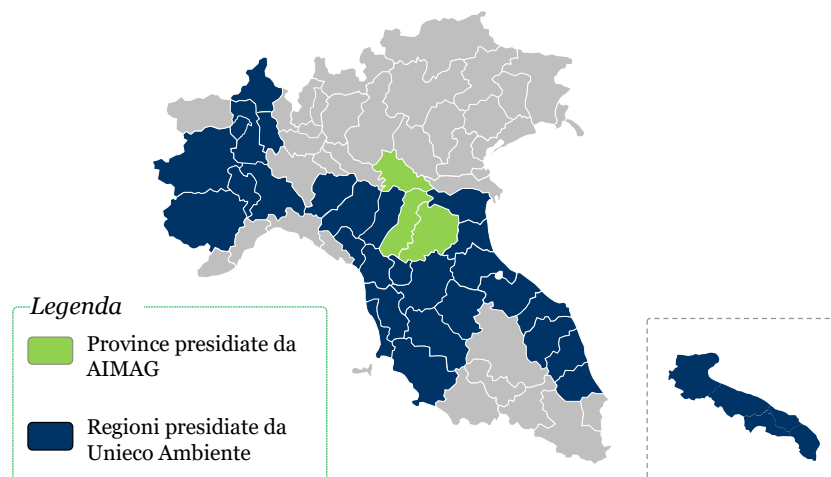 Legenda
Province presidiate da
AIMAG
Regioni presidiate da
Unieco Ambiente